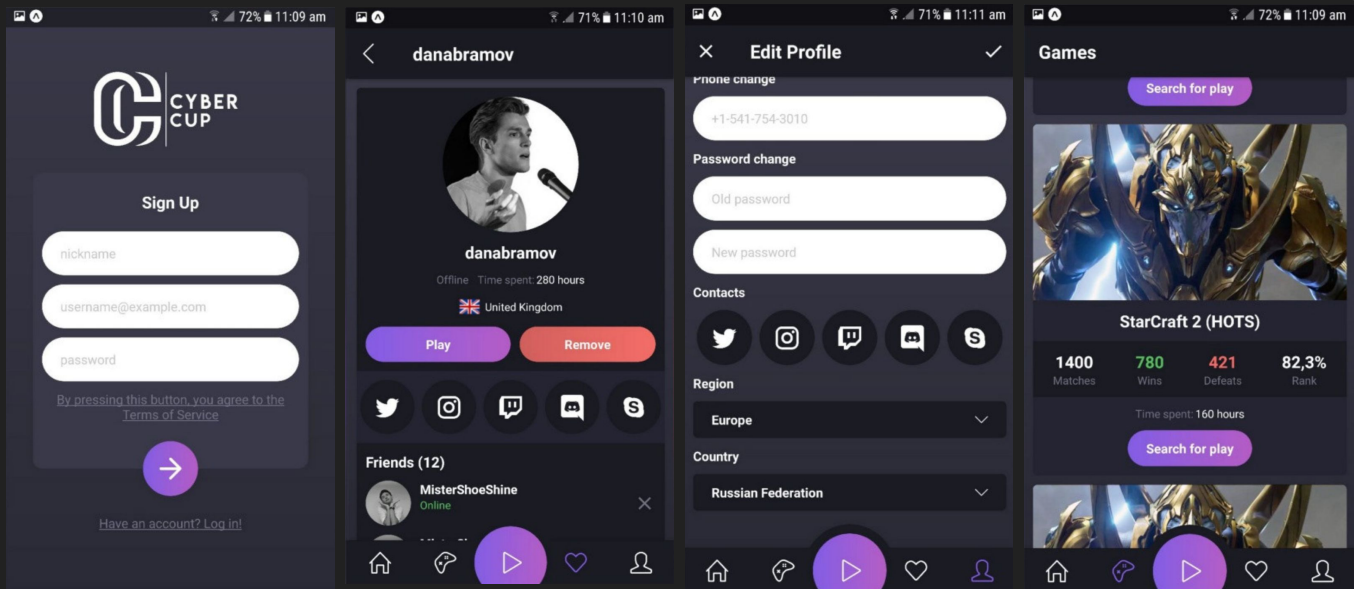 72% 11:09 am
CYBER
CUP
Sign Up
nickname
username@example.com
password
By pressing this button, you agree to the
Terms of Service
Have an account? Log in!
71% 11:10 am
danabramov
danabramov
Offline Time spent: 280 hours
United Kingdom
Play Remove
Friends (12)
MisterShoeShine
Online
71% 11:11 am
Edit Profile
Phone change
+1-541-754-3010
Password change
Old password
New password
Contacts
Region
Europe
Country
Russian Federation
72% 11:09 am
Games
Search for play
StarCraft 2 (HOTS)
1400 780 421 82,3%
Matches Wins Defeats Rank
Time spent: 160 hours
Search for play